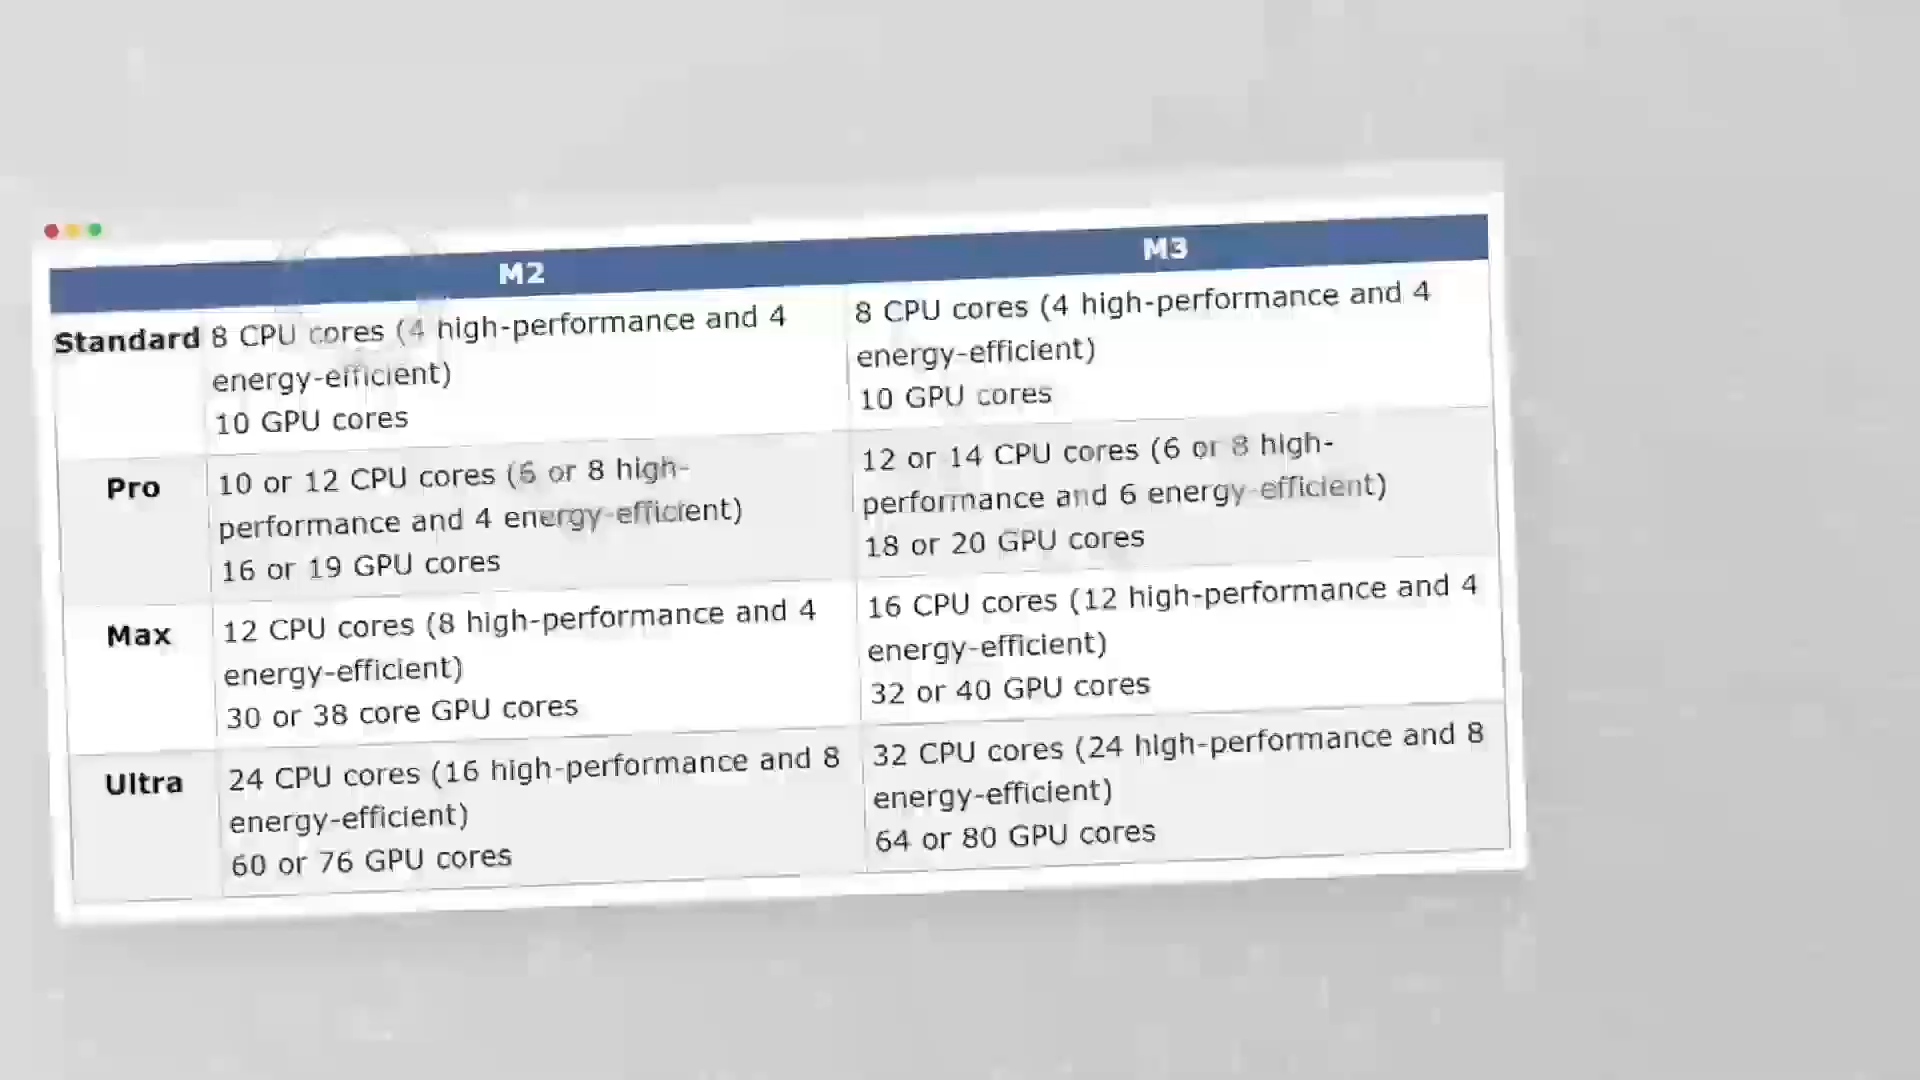 M2
M3
Standard
8 CPU cores (4 high-performance and 4
energy-efficient)
10 GPU cores
8 CPU cores (4 high-performance and 4
energy-efficient)
10 GPU cores
Pro
10 or 12 CPU cores (6 or 8 high-
performance and 4 energy-efficient)
16 or 19 GPU cores
12 or 14 CPU cores (6 or 8 high-
performance and 6 energy-efficient)
18 or 20 GPU cores
Max
12 CPU cores (8 high-performance and 4
energy-efficient)
30 or 38 core GPU cores
16 CPU cores (12 high-performance and 4
energy-efficient)
32 or 40 GPU cores
Ultra
24 CPU cores (16 high-performance and 8
energy-efficient)
60 or 76 GPU cores
32 CPU cores (24 high-performance and 8
energy-efficient)
64 or 80 GPU cores